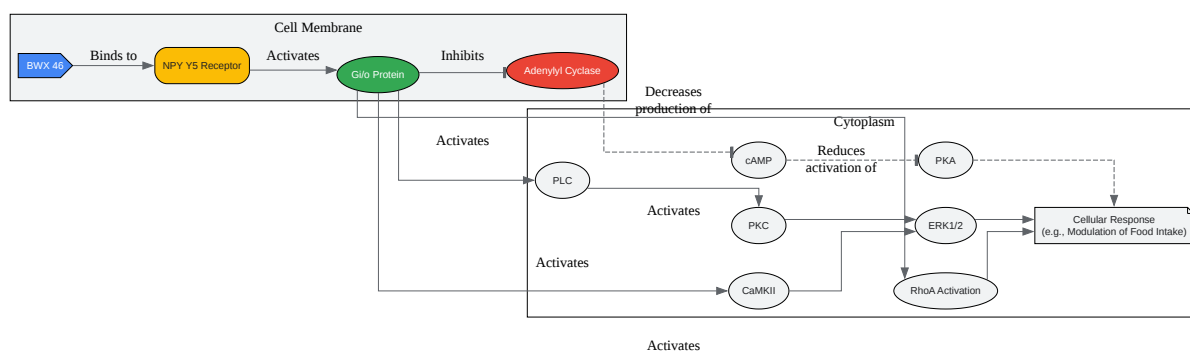 Cell Membrane
BWX 46
Binds to
NPY Y5 Receptor
Activates
Gi/o Protein
Inhibits
Adenylyl Cyclase
Decreases
production of
Cytoplasm
Activates
cAMP
Reduces
activation of
PKA
PLC
Activates
PKC
ERK1/2
Cellular Response
(e.g., Modulation of Food Intake)
Activates
CaMKII
RhoA Activation
Activates